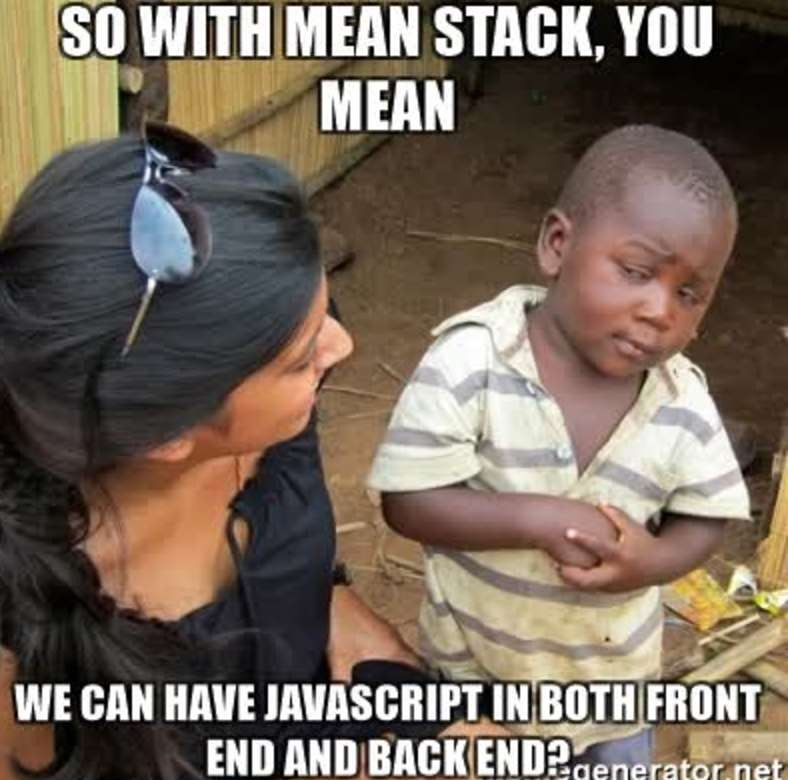 SO WITH MEAN STACK, YOU
MEAN
WE CAN HAVE JAVASCRIPT IN BOTH FRONT
END AND BACK END?
generator.net